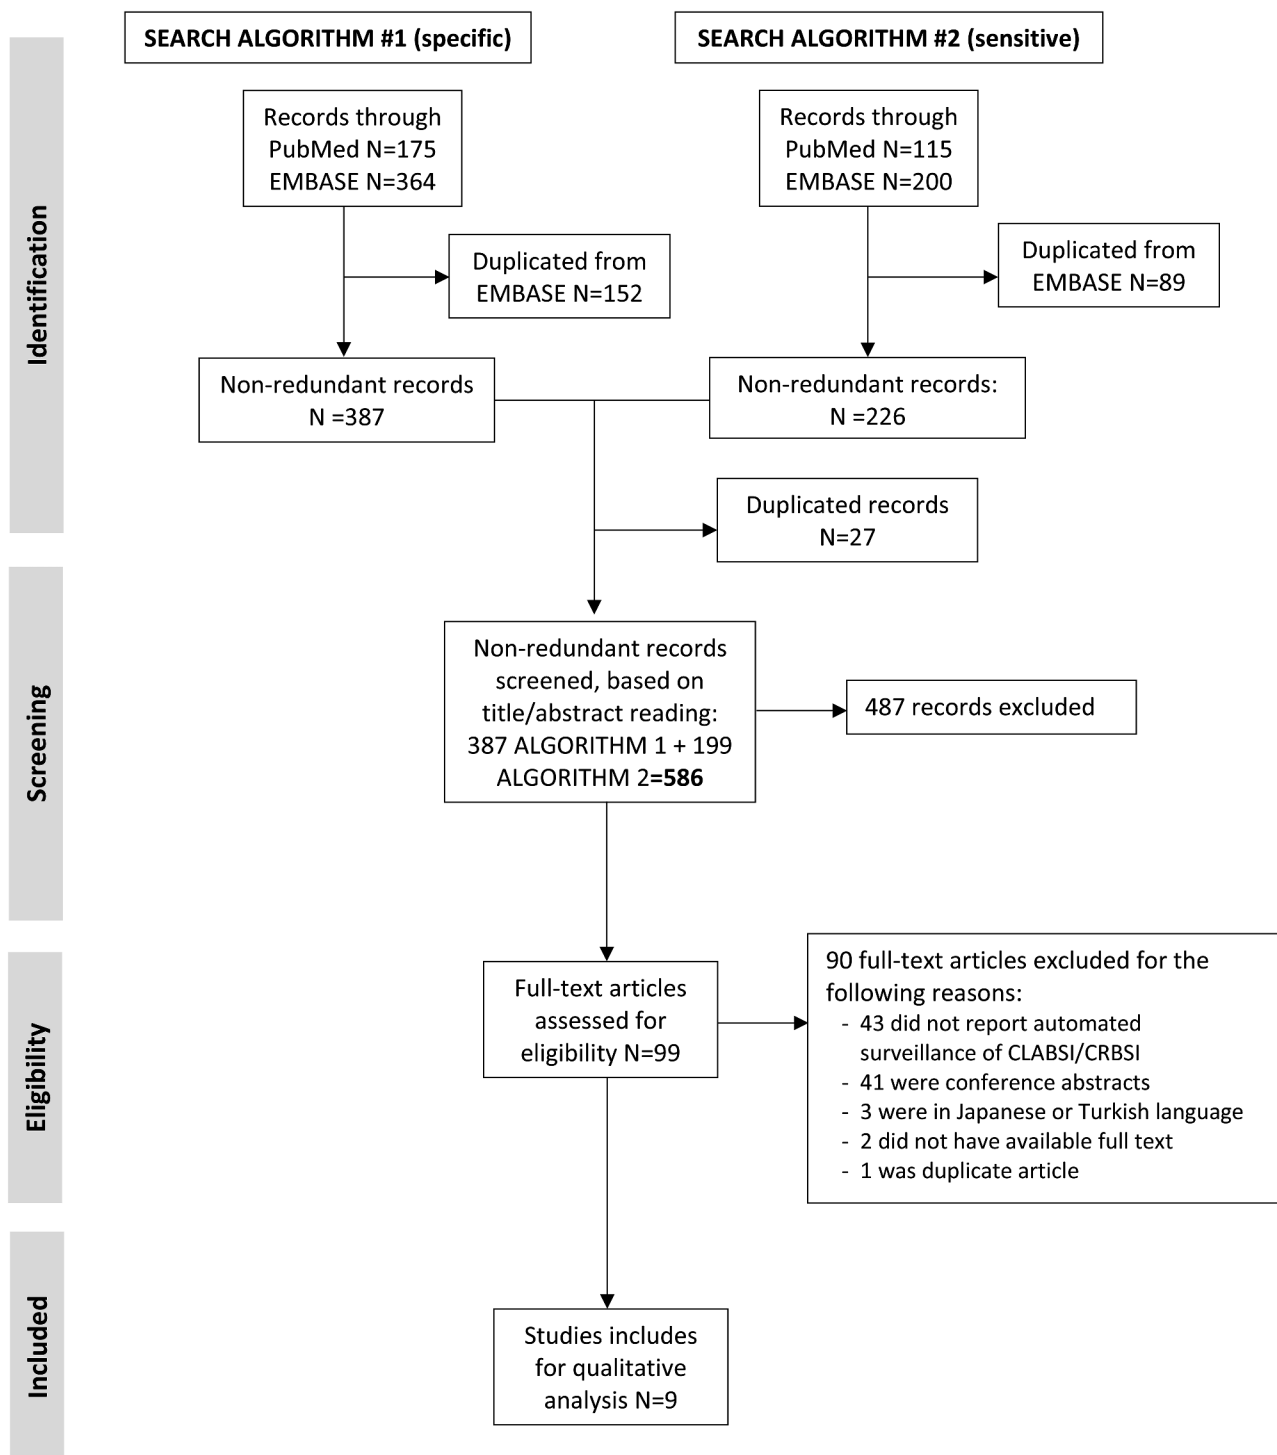 SEARCH ALGORITHM #1 (specific)
SEARCH ALGORITHM #2 (sensitive)
Identification
Records through
PubMed N=175
EMBASE N=364
Records through
PubMed N=115
EMBASE N=200
Duplicated from
EMBASE N=152
Duplicated from
EMBASE N=89
Non-redundant records
N =387
Non-redundant records:
N =226
Duplicated records
N=27
Screening
Non-redundant records
screened, based on
title/abstract reading:
387 ALGORITHM 1 + 199
ALGORITHM 2=586
487 records excluded
Eligibility
Full-text articles
assessed for
eligibility N=99
90 full-text articles excluded for the
following reasons:
- 43 did not report automated
surveillance of CLABSI/CRBSI
- 41 were conference abstracts
- 3 were in Japanese or Turkish language
- 2 did not have available full text
- 1 was duplicate article
Included
Studies includes
for qualitative
analysis N=9